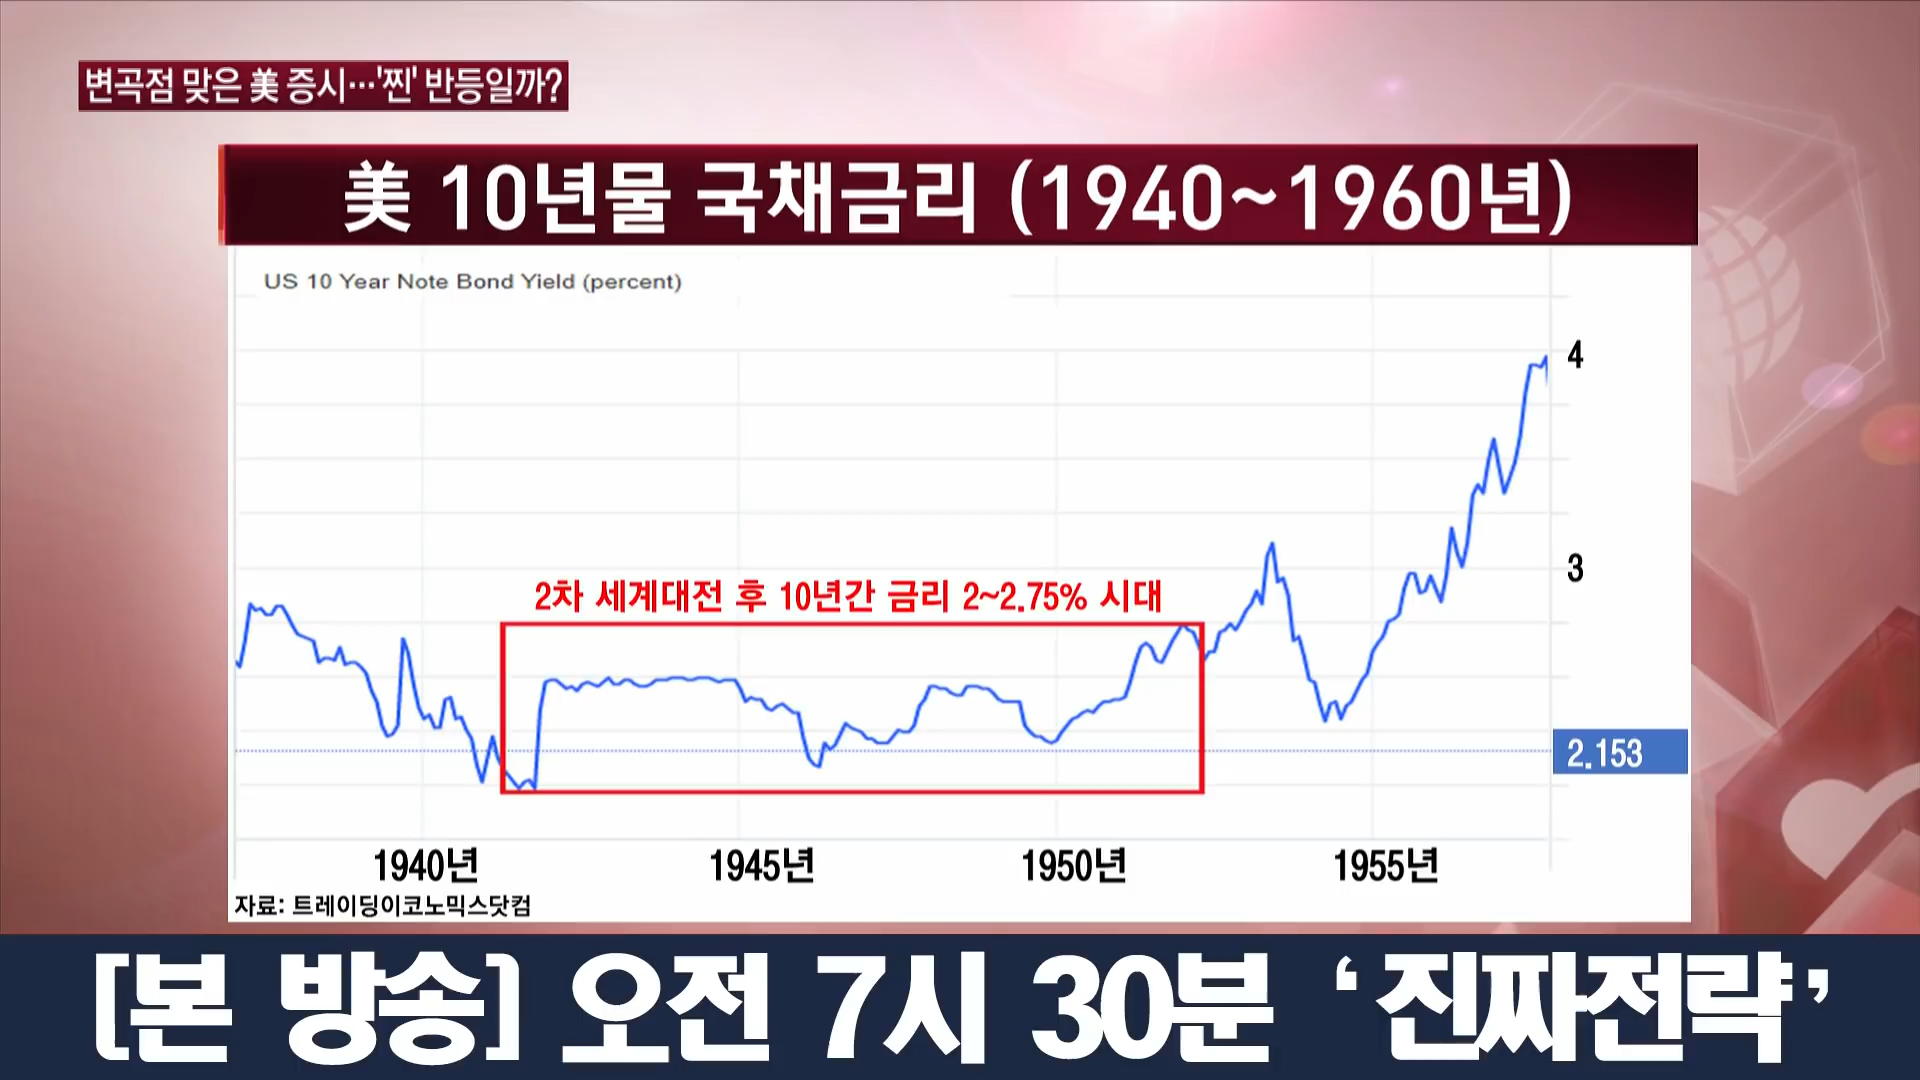 변곡점 맞은 美 증시…'찐' 반등일까?
美 10년물 국채금리 (1940~1960년)
US 10 Year Note Bond Yield (percent)
4
3
2차 세계대전 후 10년간 금리 2~2.75% 시대
2.153
1940년 1945년 1950년 1955년
자료: 트레이딩이코노믹스닷컴
[본 방송] 오전 7시 30분 ‘진짜전략’